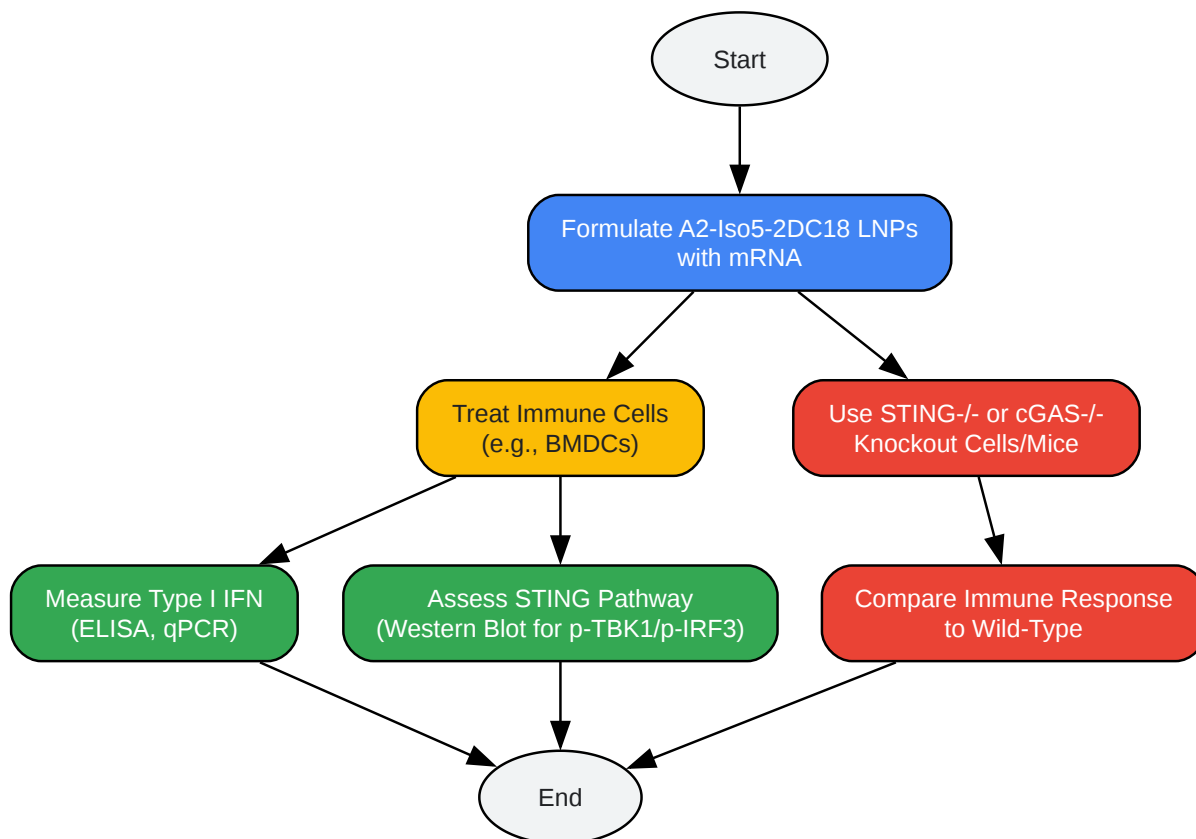 Start
Formulate A2-Iso5-2DC18 LNPs
with mRNA
Treat Immune Cells
(e.g., BMDCs)
Use STING-/- or cGAS-/-
Knockout Cells/Mice
Measure Type I IFN
(ELISA, qPCR)
Assess STING Pathway
(Western Blot for p-TBK1/p-IRF3)
Compare Immune Response
to Wild-Type
End